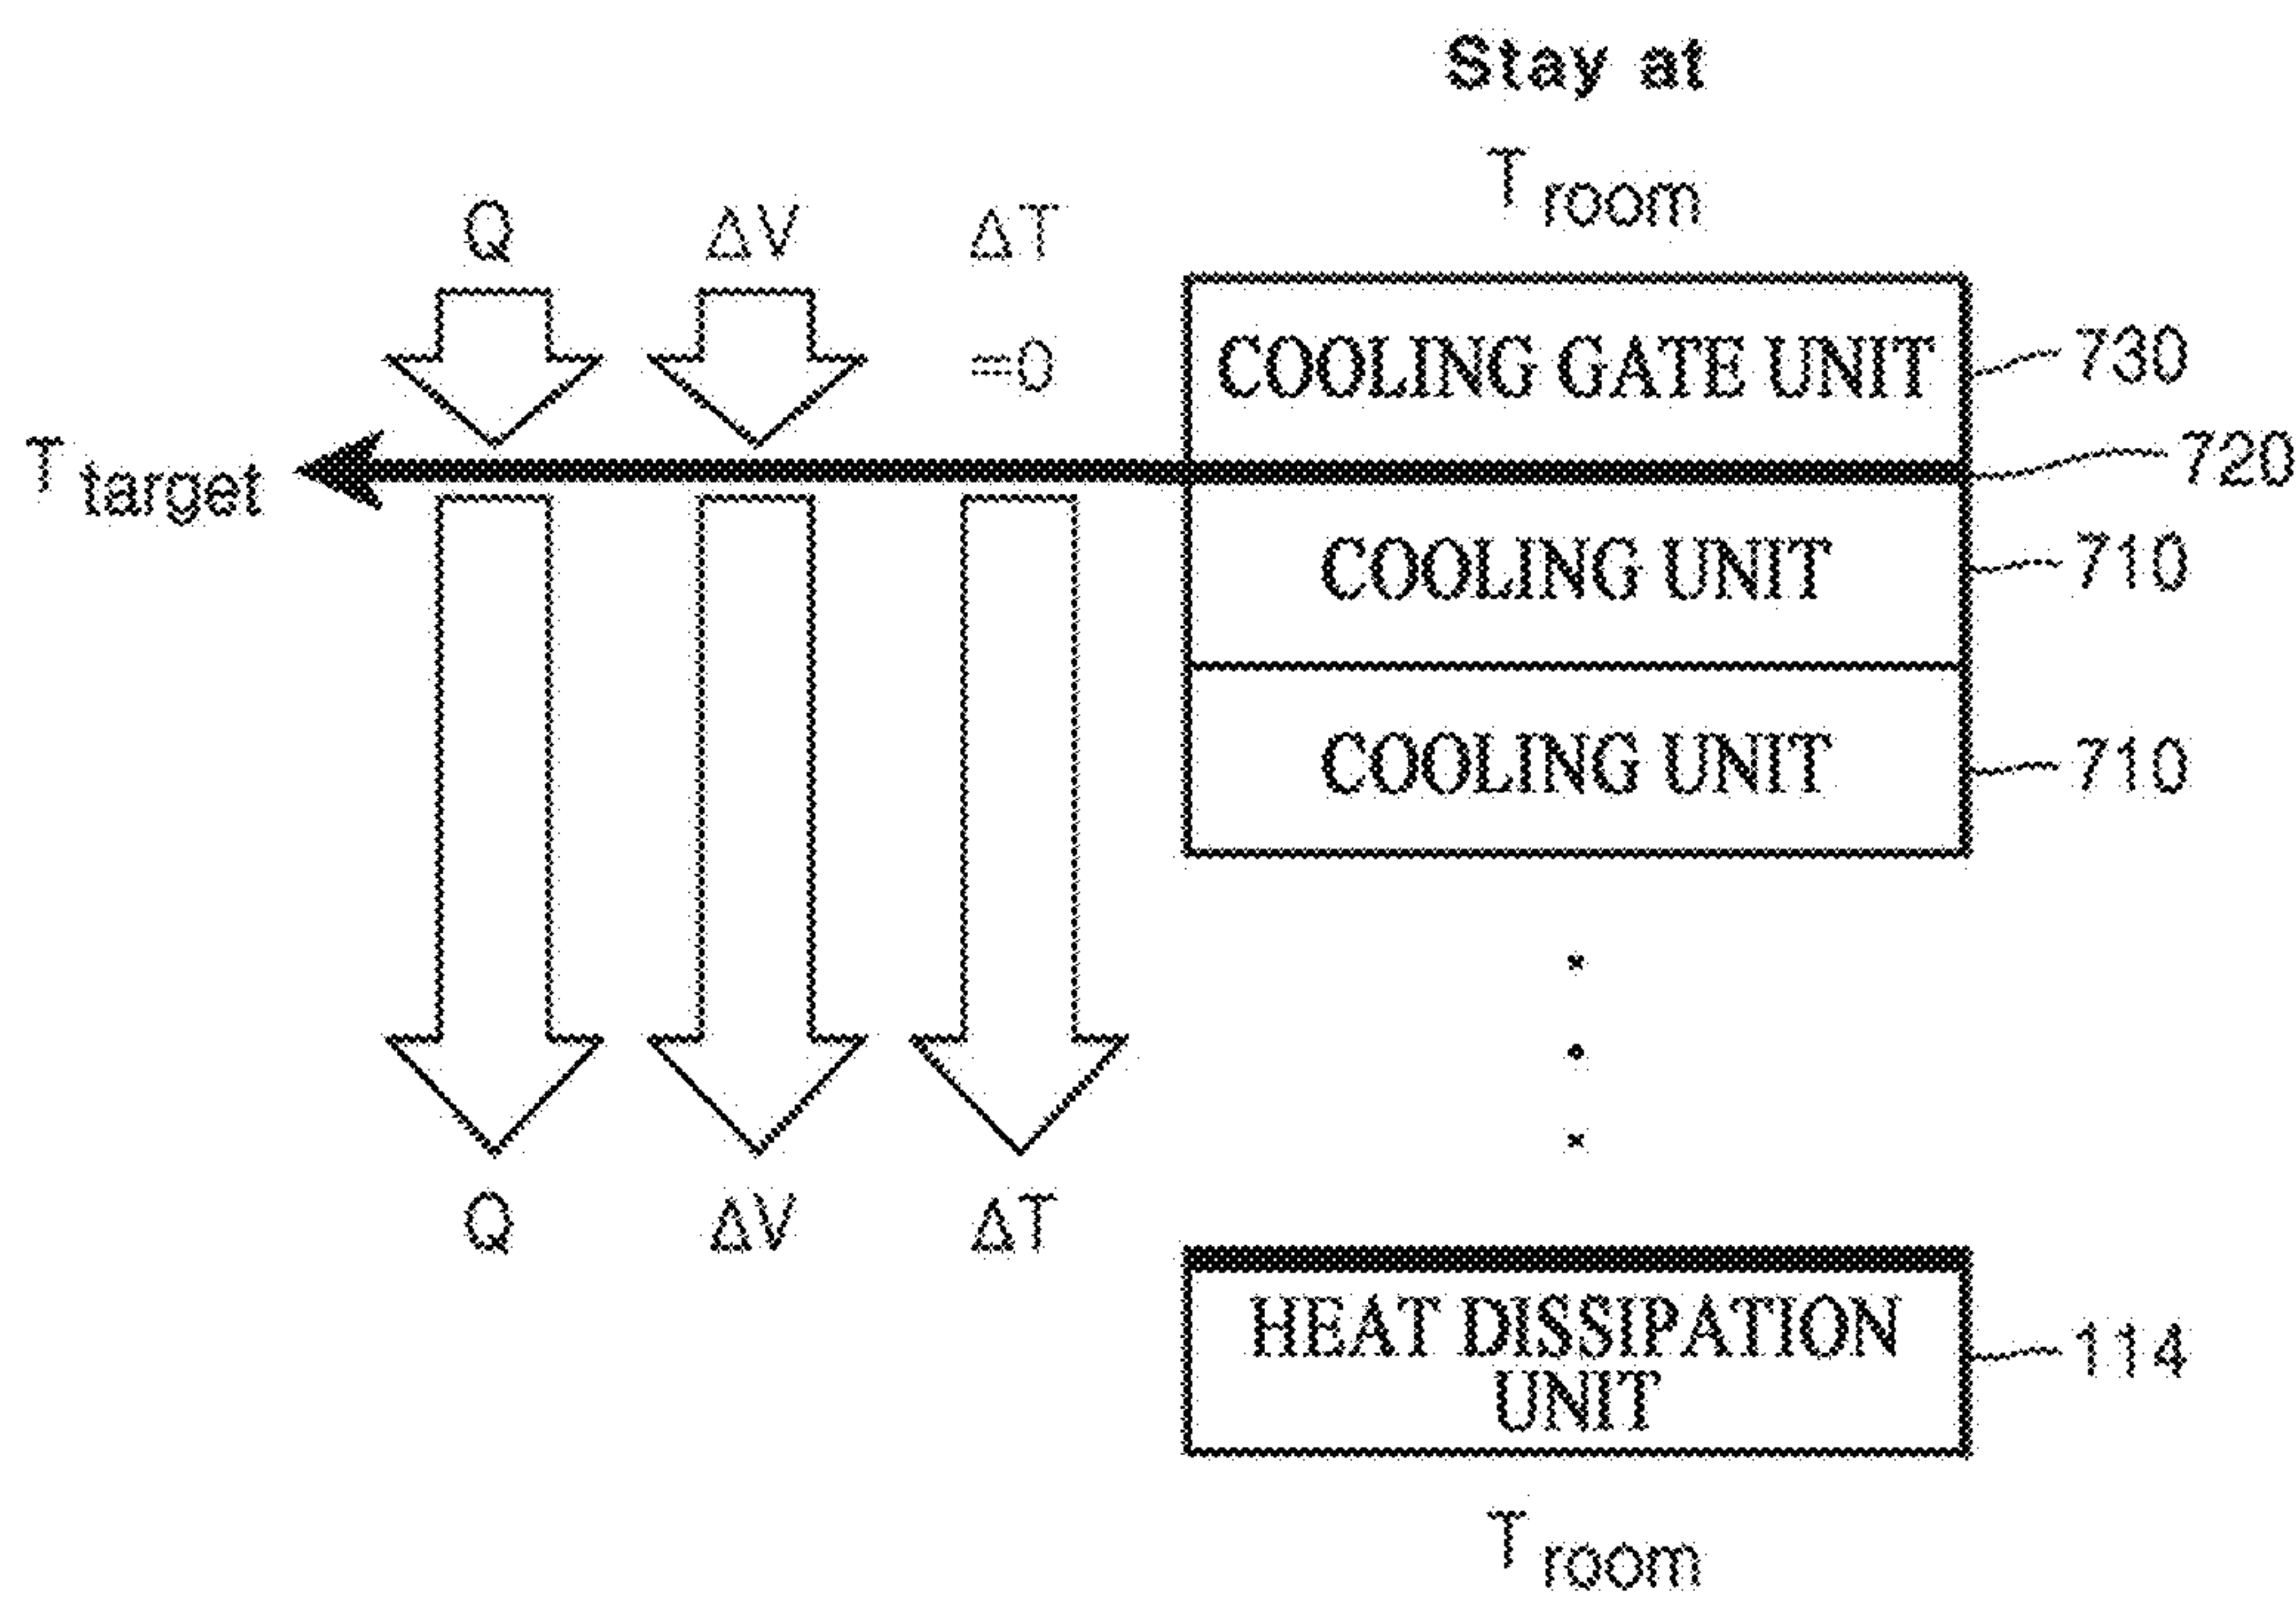 Stay at
T room
Q ΔV ΔT
=0
COOLING GATE UNIT 730
T target
720
COOLING UNIT 710
COOLING UNIT 710
Q ΔV ΔT
HEAT DISSIPATION
UNIT
114
T room